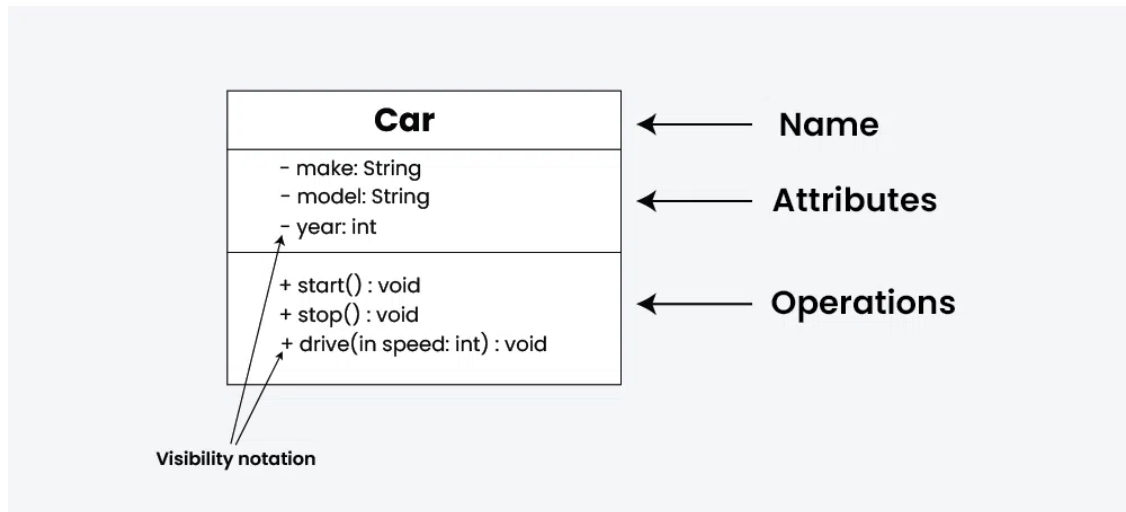 Car
Name
- make: String
- model: String
- year: int
Attributes
+ start() : void
+ stop() : void
+ drive(in speed: int) : void
Operations
Visibility notation